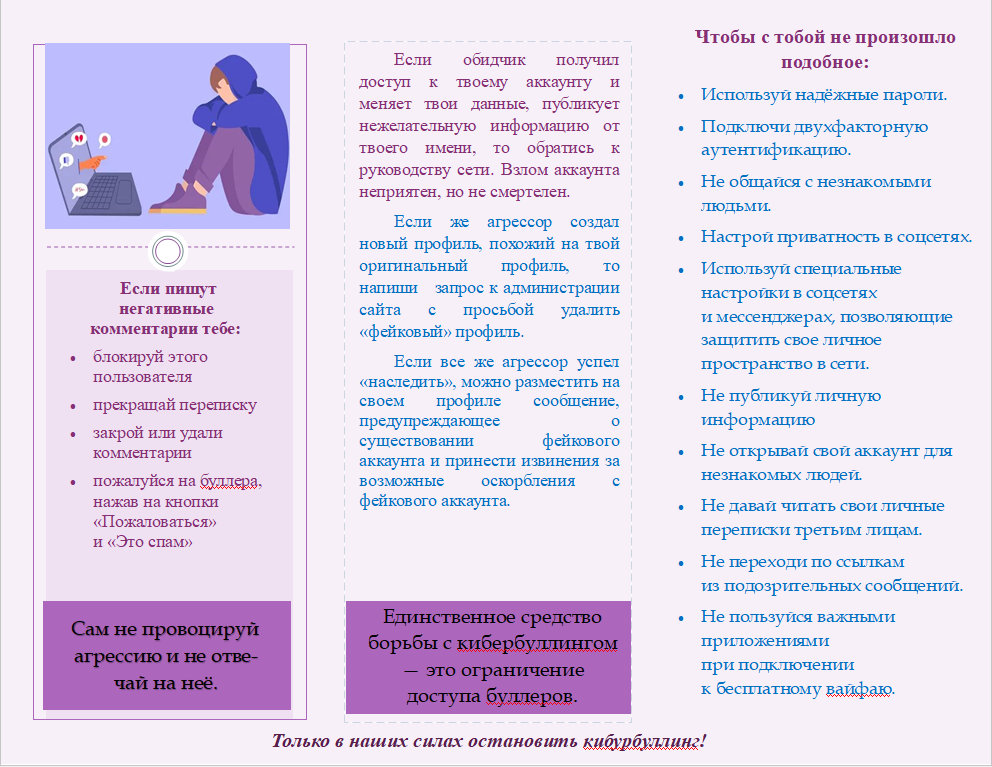 Если пишут
негативные
комментарии тебе:
• блокируй этого
пользователя
• прекращай переписку
• закрой или удали
комментарии
• пожалуйся на буллера,
нажав на кнопки
«Пожаловаться»
и «Это спам»
Сам не провоцируй
агрессию и не отве-
чай на неё.
Если обидчик получил
доступ к твоему аккаунту и
меняет твои данные, публикует
нежелательную информацию от
твоего имени, то обратись к
руководству сети. Взлом аккаунта
неприятен, но не смертелен.
Если же агрессор создал
новый профиль, похожий на твой
оригинальный профиль, то
напиши запрос к администрации
сайта с просьбой удалить
«фейковый» профиль.
Если все же агрессор успел
«наследить», можно разместить на
своем профиле сообщение,
предупреждающее о
существовании фейкового
аккаунта и принести извинения за
возможные оскорбления с
фейкового аккаунта.
Единственное средство
борьбы с кибербуллингом
— это ограничение
доступа буллеров.
Чтобы с тобой не произошло
подобное:
• Используй надёжные пароли.
• Подключи двухфакторную
аутентификацию.
• Не общайся с незнакомыми
людьми.
• Настрой приватность в соцсетях.
• Используй специальные
настройки в соцсетях
и мессенджерах, позволяющие
защитить свое личное
пространство в сети.
• Не публикуй личную
информацию
• Не открывай свой аккаунт для
незнакомых людей.
• Не давай читать свои личные
переписки третьим лицам.
• Не переходи по ссылкам
из подозрительных сообщений.
• Не пользуйся важными
приложениями
при подключении
к бесплатному вайфаю.
Только в наших силах остановить кибурбуллинг!